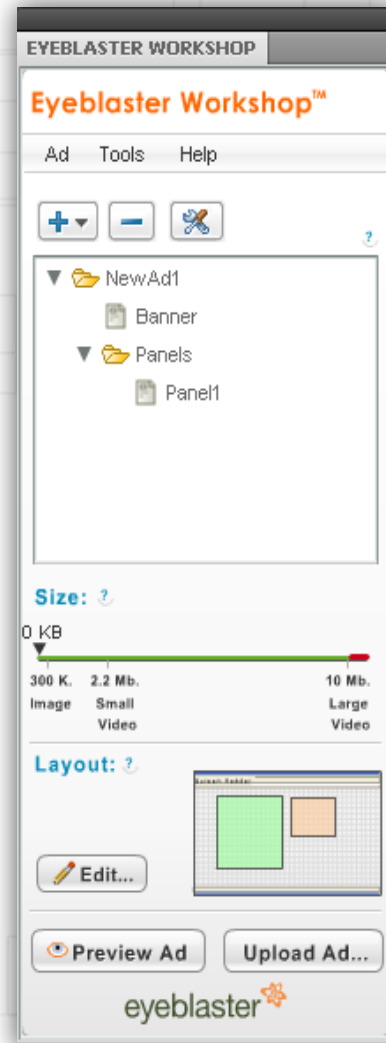 EYEBLASTER WORKSHOP
Eyeblaster Workshop™
Ad Tools Help
?
NewAd1
Banner
Panels
Panel1
Size: ?
0 KB
300 K. 2.2 Mb. 10 Mb.
Image Small Large
Video Video
Layout: ?
Edit...
Preview Ad Upload Ad...
eyeblaster